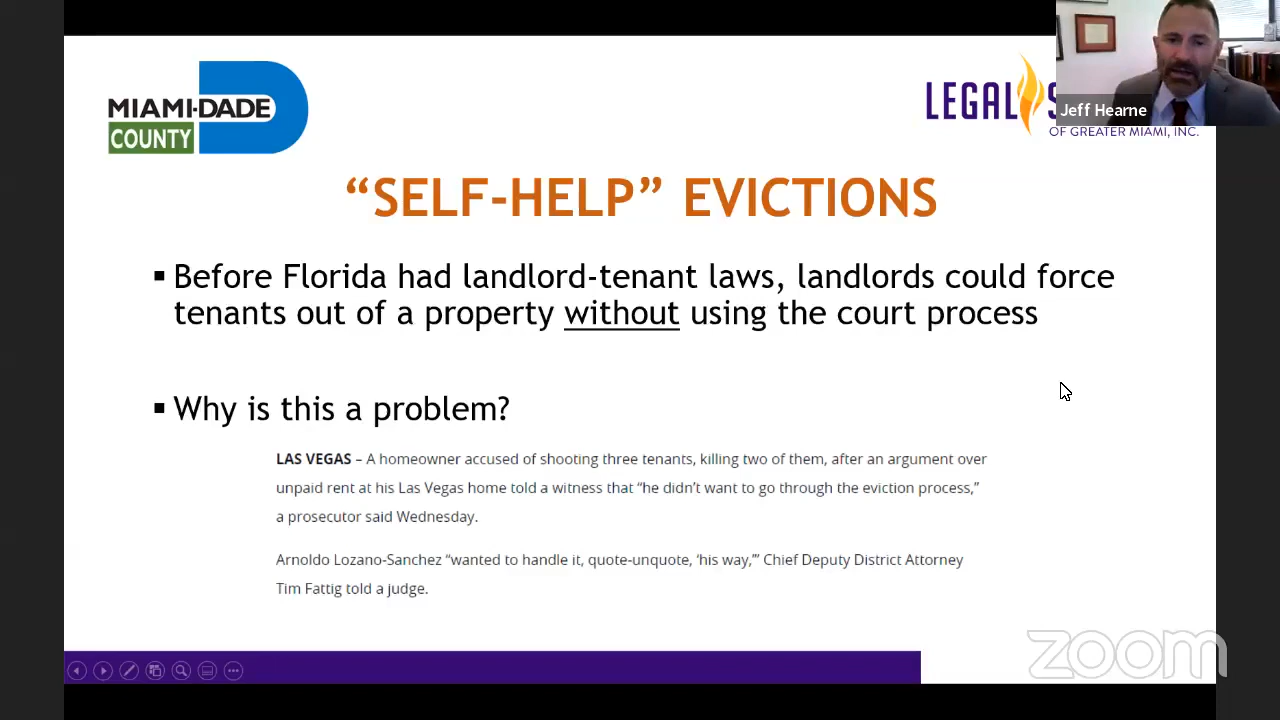 MIAMI-DADE
COUNTY
LEGAL
OF GREATER MIAMI, INC.
Jeff Hearne
“SELF-HELP” EVICTIONS
▪ Before Florida had landlord-tenant laws, landlords could force
tenants out of a property without using the court process
▪ Why is this a problem?
LAS VEGAS – A homeowner accused of shooting three tenants, killing two of them, after an argument over
unpaid rent at his Las Vegas home told a witness that “he didn’t want to go through the eviction process,”
a prosecutor said Wednesday.
Arnoldo Lozano-Sanchez “wanted to handle it, quote-unquote, ‘his way,’” Chief Deputy District Attorney
Tim Fattig told a judge.
zoom